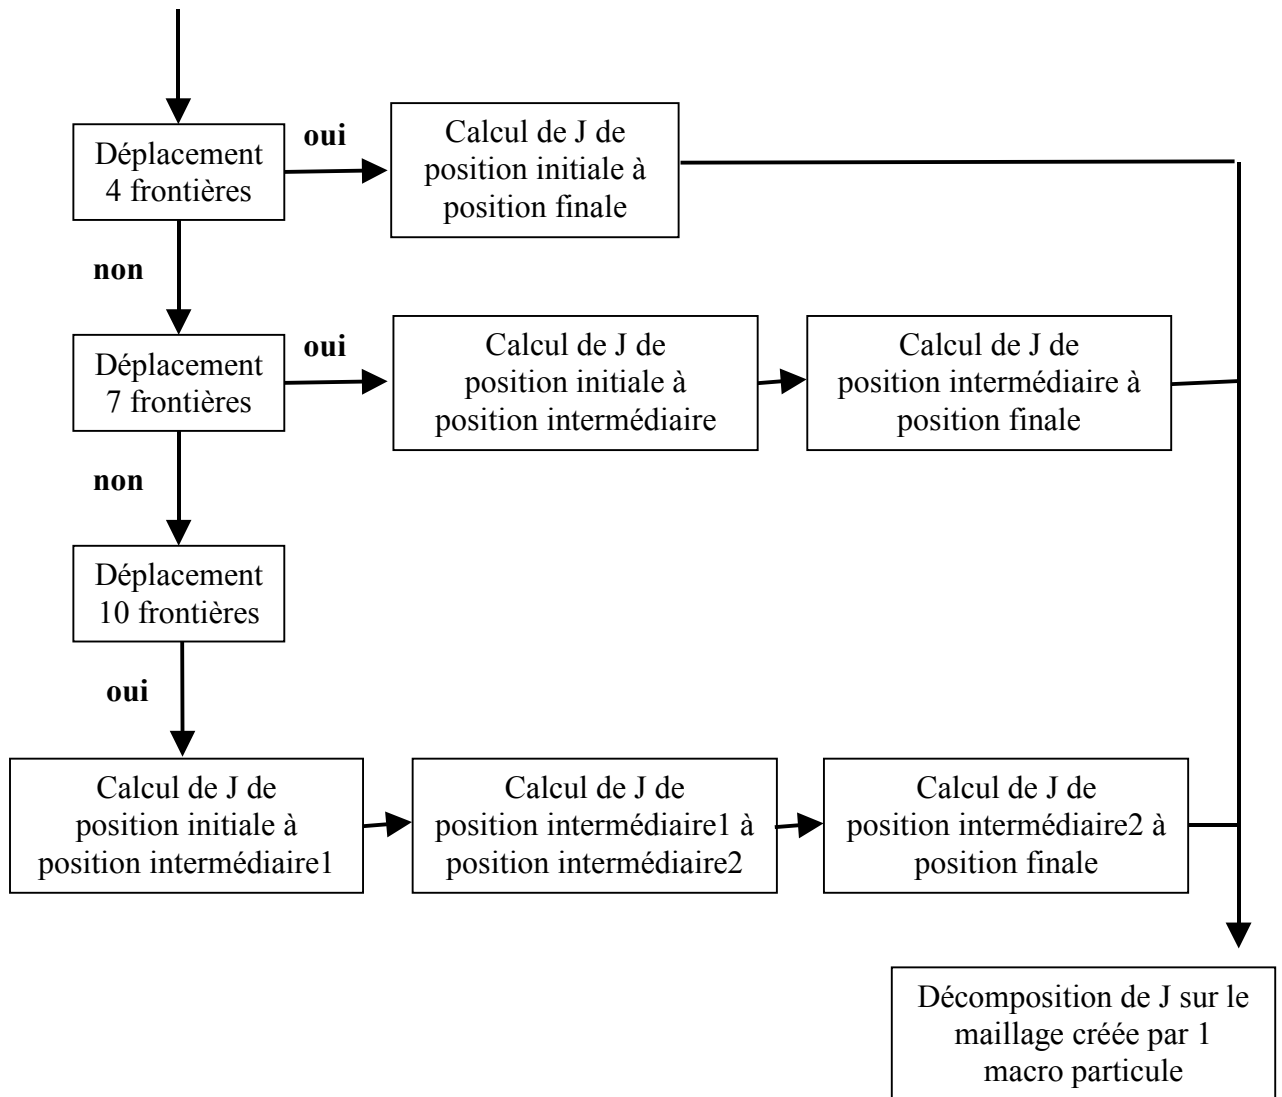 Déplacement
4 frontières
oui
Calcul de J de
position initiale à
position finale
non
Déplacement
7 frontières
oui
Calcul de J de
position initiale à
position intermédiaire
Calcul de J de
position intermédiaire à
position finale
non
Déplacement
10 frontières
oui
Calcul de J de
position initiale à
position intermédiaire1
Calcul de J de
position intermédiaire1 à
position intermédiaire2
Calcul de J de
position intermédiaire2 à
position finale
Décomposition de J sur le
maillage créée par 1
macro particule